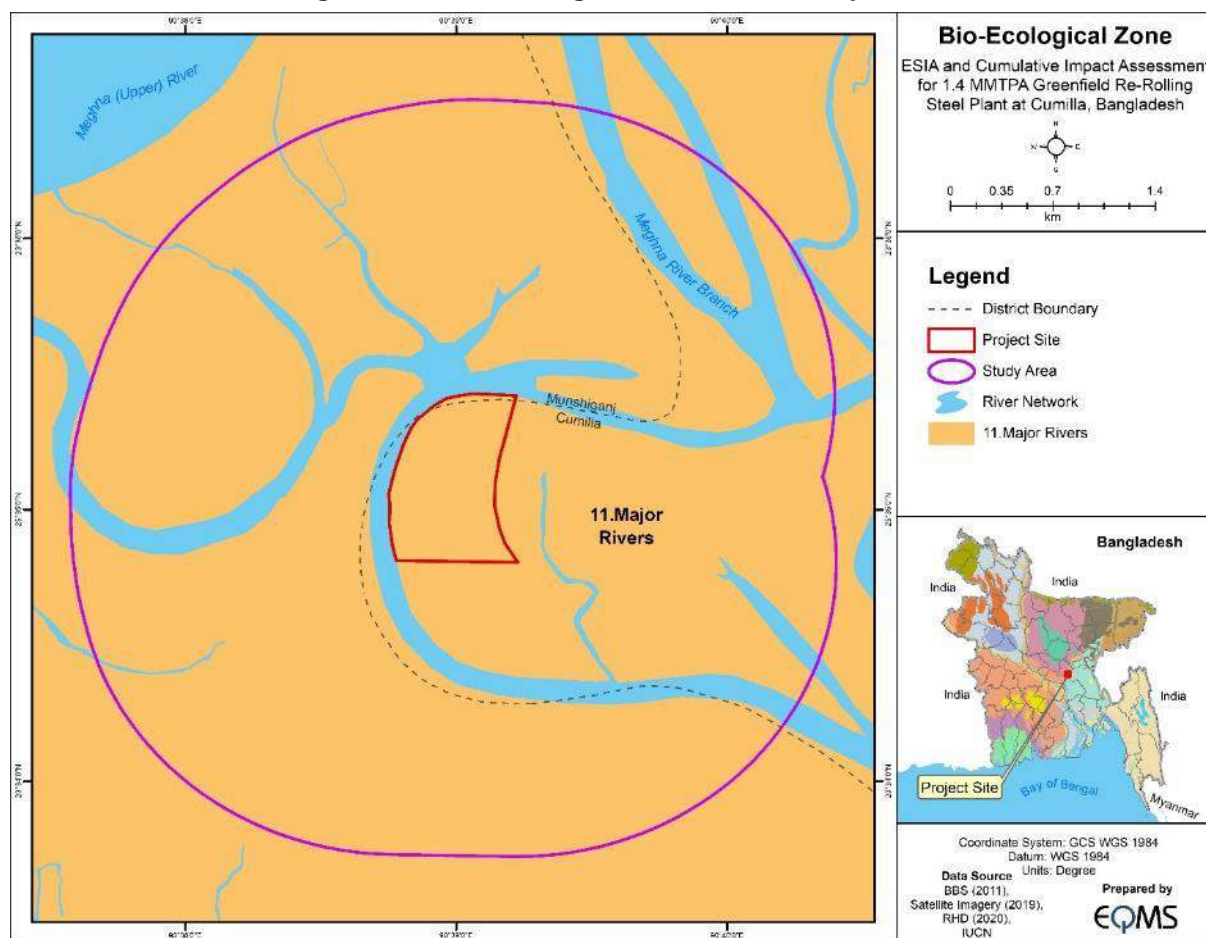 Bio-Ecological Zone
ESIA and Cumulative Impact Assessment
for 1.4 MMTPA Greenfield Re-Rolling
Steel Plant at Cumilla, Bangladesh
0 0.35 0.7 1.4
km
Legend
District Boundary
Project Site
Study Area
River Network
11.Major Rivers
Meghna (Upper) River
Meghna River Branch
Munshiganj
Cumilla
11.Major
Rivers
Bangladesh
India
India
India
India
Project Site
Bay of Bengal
Myanmar
Coordinate System: GCS WGS 1984
Datum: WGS 1984
Units: Degree
Data Source
BBS (2011),
Satellite Imagery (2019),
RHD (2020),
IUCN
Prepared by
EQMS